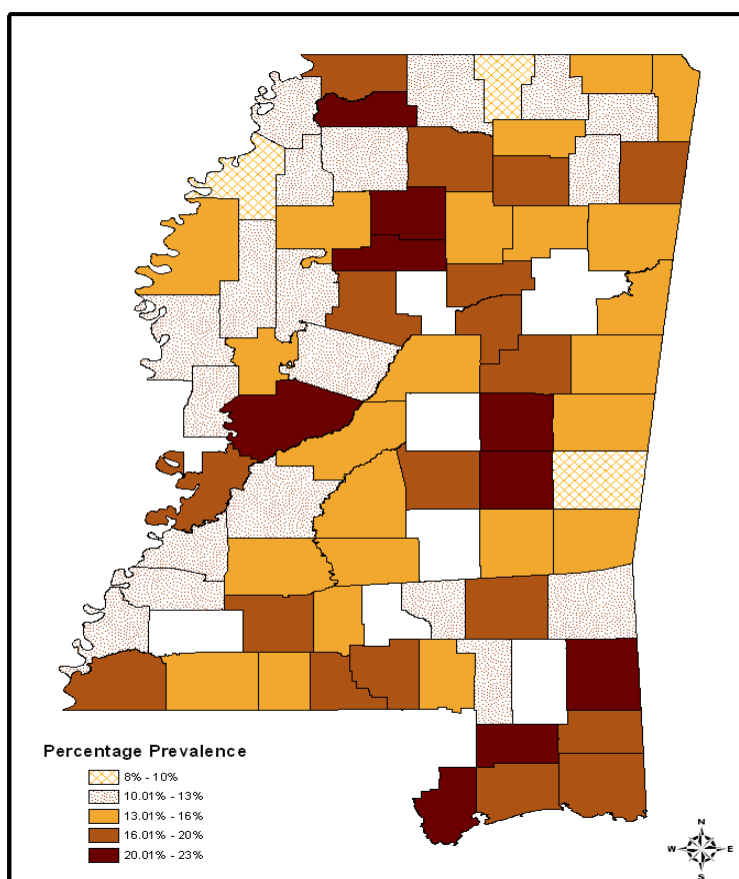 Percentage Prevalence
8% - 10%
10.01% - 13%
13.01% - 16%
16.01% - 20%
20.01% - 23%
N
W E
S